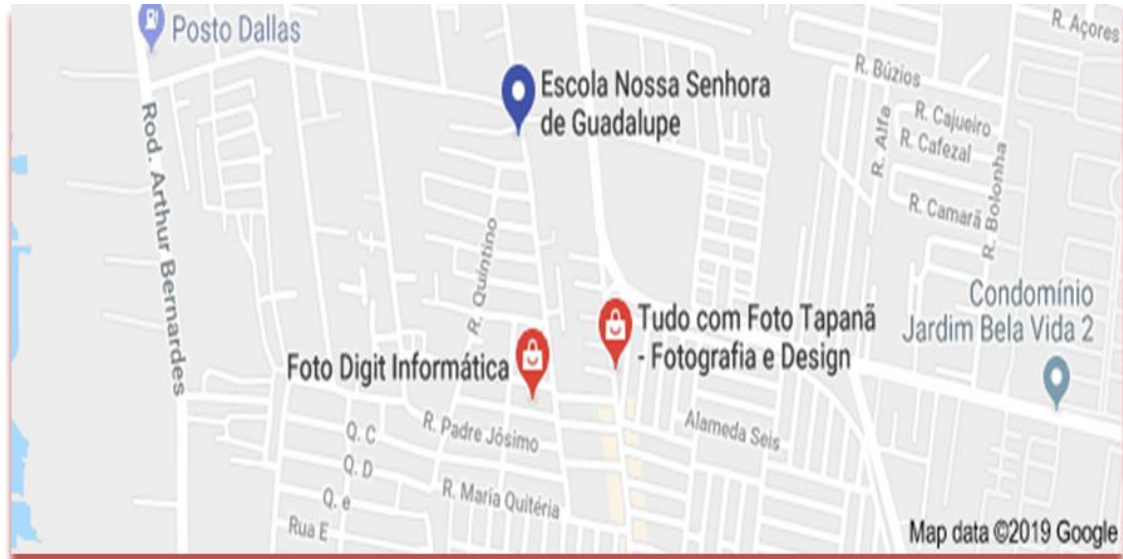 Posto Dallas
R. Açores
Escola Nossa Senhora
de Guadalupe
R. Búzios
R. Cajueiro
R. Alfa
R. Cafezal
Rod. Arthur Bernardes
R. Camarã
R. Bolonha
R. Quintino
Condomínio
Jardim Bela Vida 2
Tudo com Foto Tapanã
- Fotografia e Design
Foto Digit Informática
R. Padre Jósimo
Alameda Seis
Q. C
Q. D
Q. e
R. Maria Quitéria
Rua E
Map data ©2019 Google